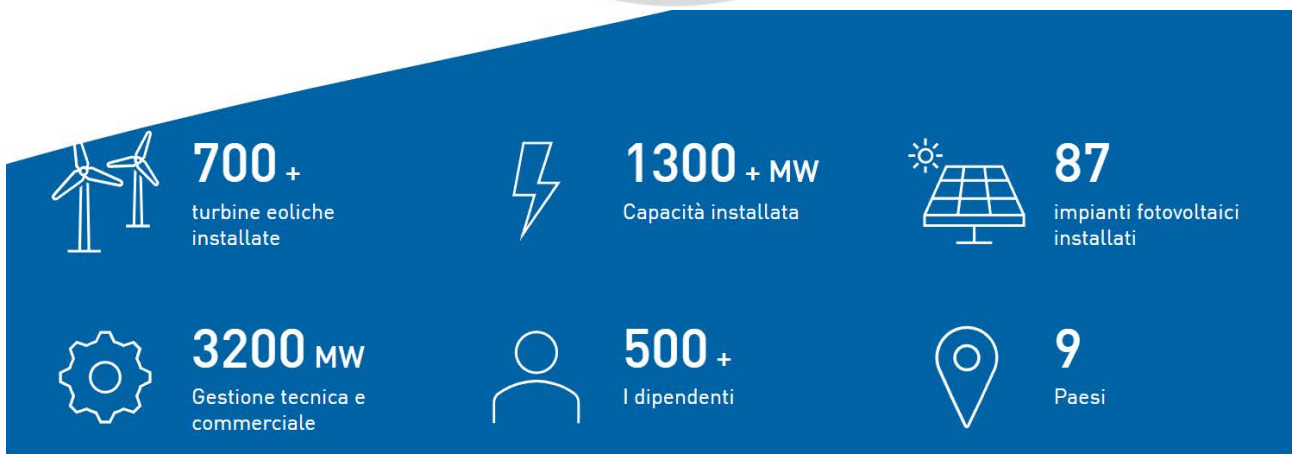 700 +
turbine eoliche
installate
1300 + MW
Capacità installata
87
impianti fotovoltaici
installati
3200 MW
Gestione tecnica e
commerciale
500 +
I dipendenti
9
Paesi